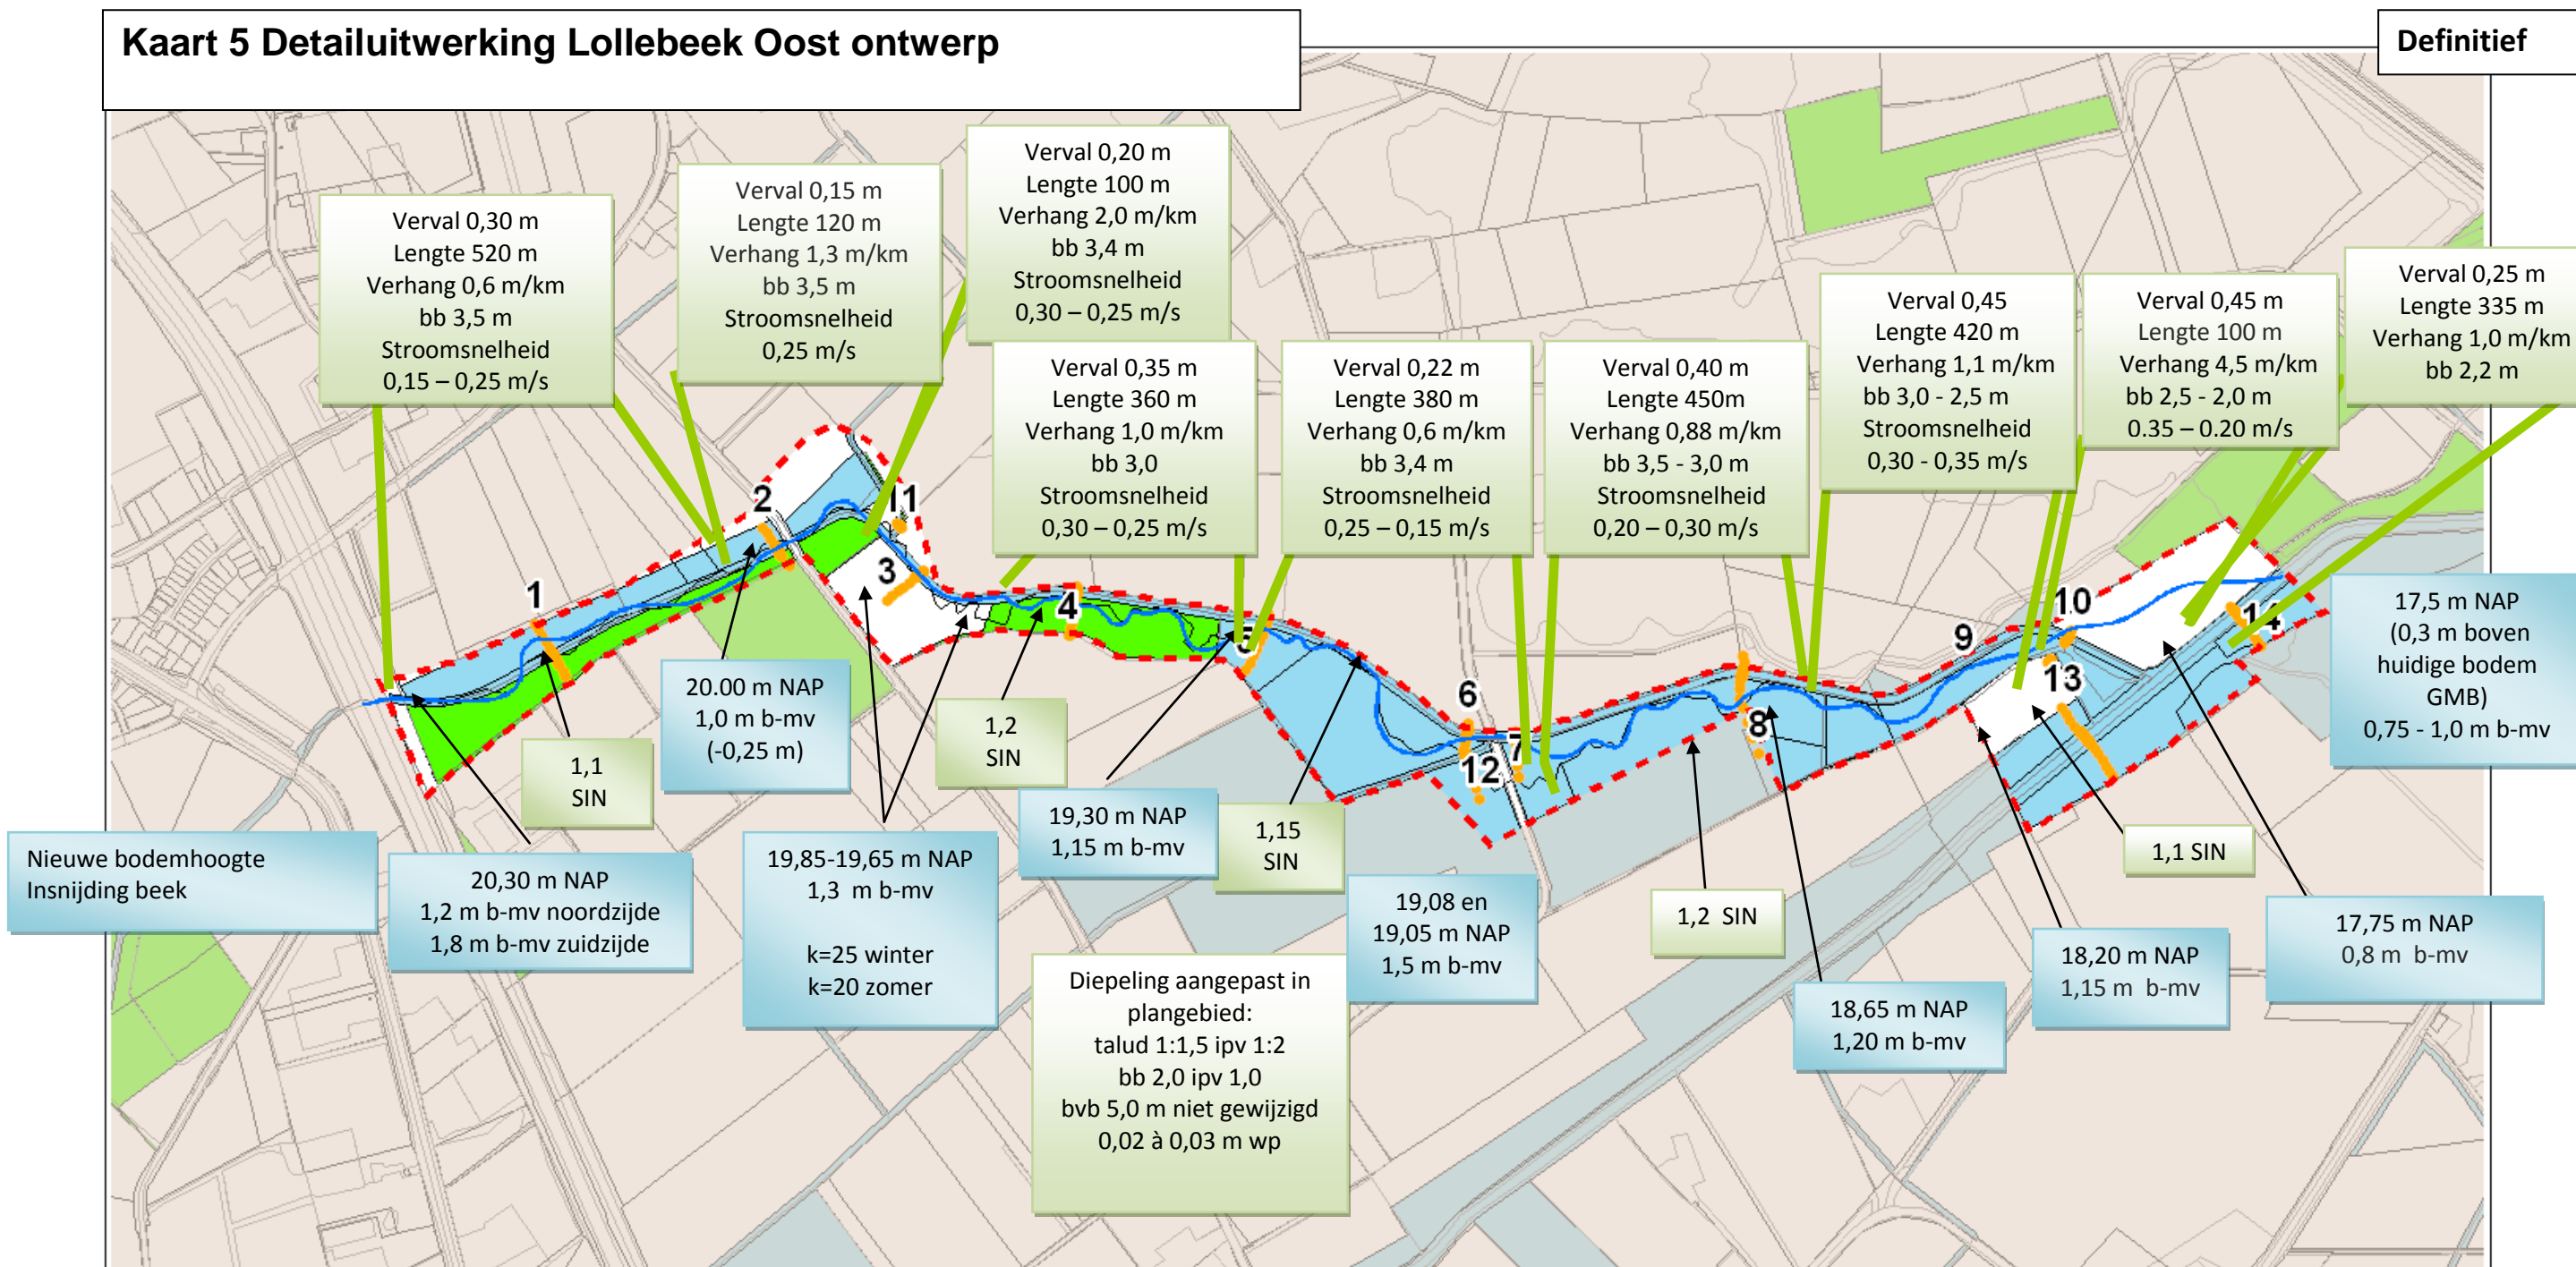 Kaart 5 Detailuitwerking Lollebeek Oost ontwerp
Definitief
Verval 0,30 m
Lengte 520 m
Verhang 0,6 m/km
bb 3,5 m
Stroomsnelheid
0,15 – 0,25 m/s
Verval 0,15 m
Lengte 120 m
Verhang 1,3 m/km
bb 3,5 m
Stroomsnelheid
0,25 m/s
Verval 0,20 m
Lengte 100 m
Verhang 2,0 m/km
bb 3,4 m
Stroomsnelheid
0,30 – 0,25 m/s
Verval 0,35 m
Lengte 360 m
Verhang 1,0 m/km
bb 3,0
Stroomsnelheid
0,30 – 0,25 m/s
Verval 0,22 m
Lengte 380 m
Verhang 0,6 m/km
bb 3,4 m
Stroomsnelheid
0,25 – 0,15 m/s
Verval 0,40 m
Lengte 450m
Verhang 0,88 m/km
bb 3,5 - 3,0 m
Stroomsnelheid
0,20 – 0,30 m/s
Verval 0,45
Lengte 420 m
Verhang 1,1 m/km
bb 3,0 - 2,5 m
Stroomsnelheid
0,30 - 0,35 m/s
Verval 0,45 m
Lengte 100 m
Verhang 4,5 m/km
bb 2,5 - 2,0 m
0.35 – 0.20 m/s
Verval 0,25 m
Lengte 335 m
Verhang 1,0 m/km
bb 2,2 m
1
2
11
3
4
5
6
12
7
8
9
10
13
14
17,5 m NAP
(0,3 m boven
huidige bodem
GMB)
0,75 - 1,0 m b-mv
20.00 m NAP
1,0 m b-mv
(-0,25 m)
1,1
SIN
1,2
SIN
19,30 m NAP
1,15 m b-mv
1,15
SIN
Nieuwe bodemhoogte
Insnijding beek
20,30 m NAP
1,2 m b-mv noordzijde
1,8 m b-mv zuidzijde
19,85-19,65 m NAP
1,3 m b-mv
k=25 winter
k=20 zomer
19,08 en
19,05 m NAP
1,5 m b-mv
1,2 SIN
1,1 SIN
18,65 m NAP
1,20 m b-mv
18,20 m NAP
1,15 m b-mv
17,75 m NAP
0,8 m b-mv
Diepeling aangepast in
plangebied:
talud 1:1,5 ipv 1:2
bb 2,0 ipv 1,0
bvb 5,0 m niet gewijzigd
0,02 à 0,03 m wp